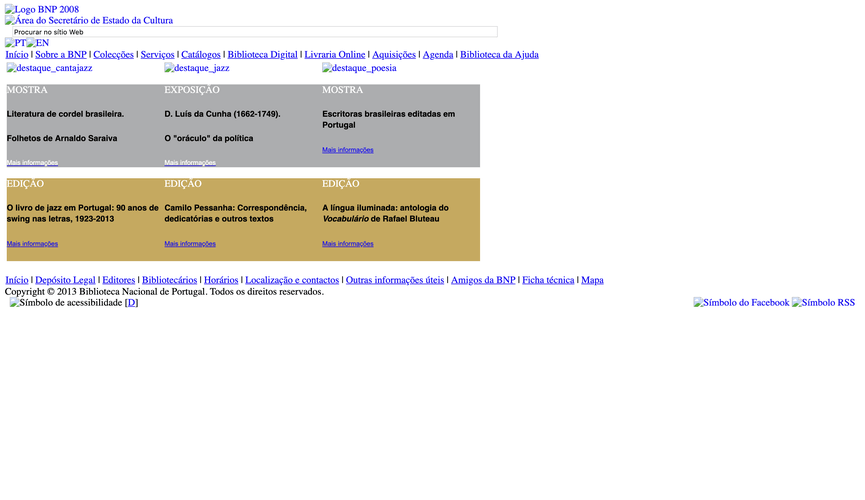 Logo BNP 2008
Área do Secretário de Estado da Cultura
Procurar no sítio Web
PT EN
Início | Sobre a BNP | Colecções | Serviços | Catálogos | Biblioteca Digital | Livraria Online | Aquisições | Agenda | Biblioteca da Ajuda
destaque_cantajazz destaque_jazz destaque_poesia
MOSTRA
Literatura de cordel brasileira.
Folhetos de Arnaldo Saraiva
Mais informações
EXPOSIÇÃO
D. Luís da Cunha (1662-1749).
O "oráculo" da política
Mais informações
MOSTRA
Escritoras brasileiras editadas em
Portugal
Mais informações
EDIÇÃO
O livro de jazz em Portugal: 90 anos de
swing nas letras, 1923-2013
Mais informações
EDIÇÃO
Camilo Pessanha: Correspondência,
dedicatórias e outros textos
Mais informações
EDIÇÃO
A língua iluminada: antologia do
Vocabulário de Rafael Bluteau
Mais informações
Início | Depósito Legal | Editores | Bibliotecários | Horários | Localização e contactos | Outras informações úteis | Amigos da BNP | Ficha técnica | Mapa
Copyright © 2013 Biblioteca Nacional de Portugal. Todos os direitos reservados.
Símbolo de acessibilidade [D] Símbolo do Facebook Símbolo RSS